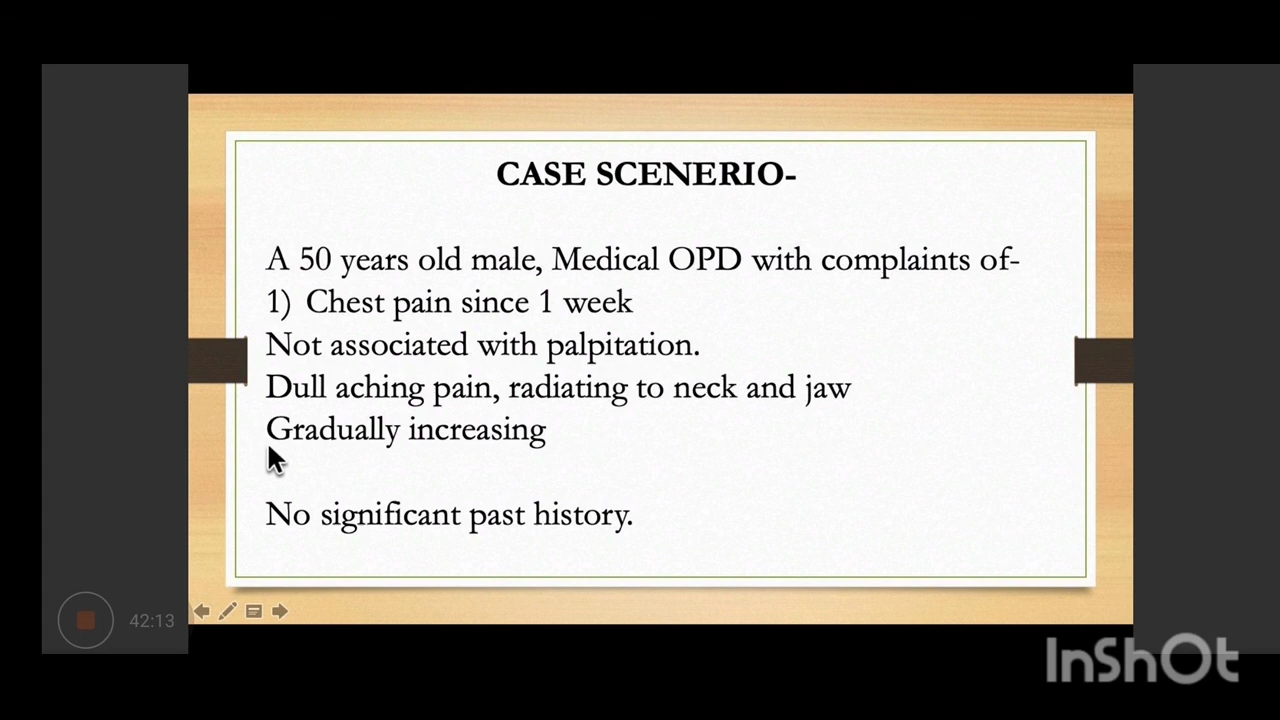 CASE SCENERIO-
A 50 years old male, Medical OPD with complaints of-
1) Chest pain since 1 week
Not associated with palpitation.
Dull aching pain, radiating to neck and jaw
Gradually increasing
No significant past history.
42:13
InShOt